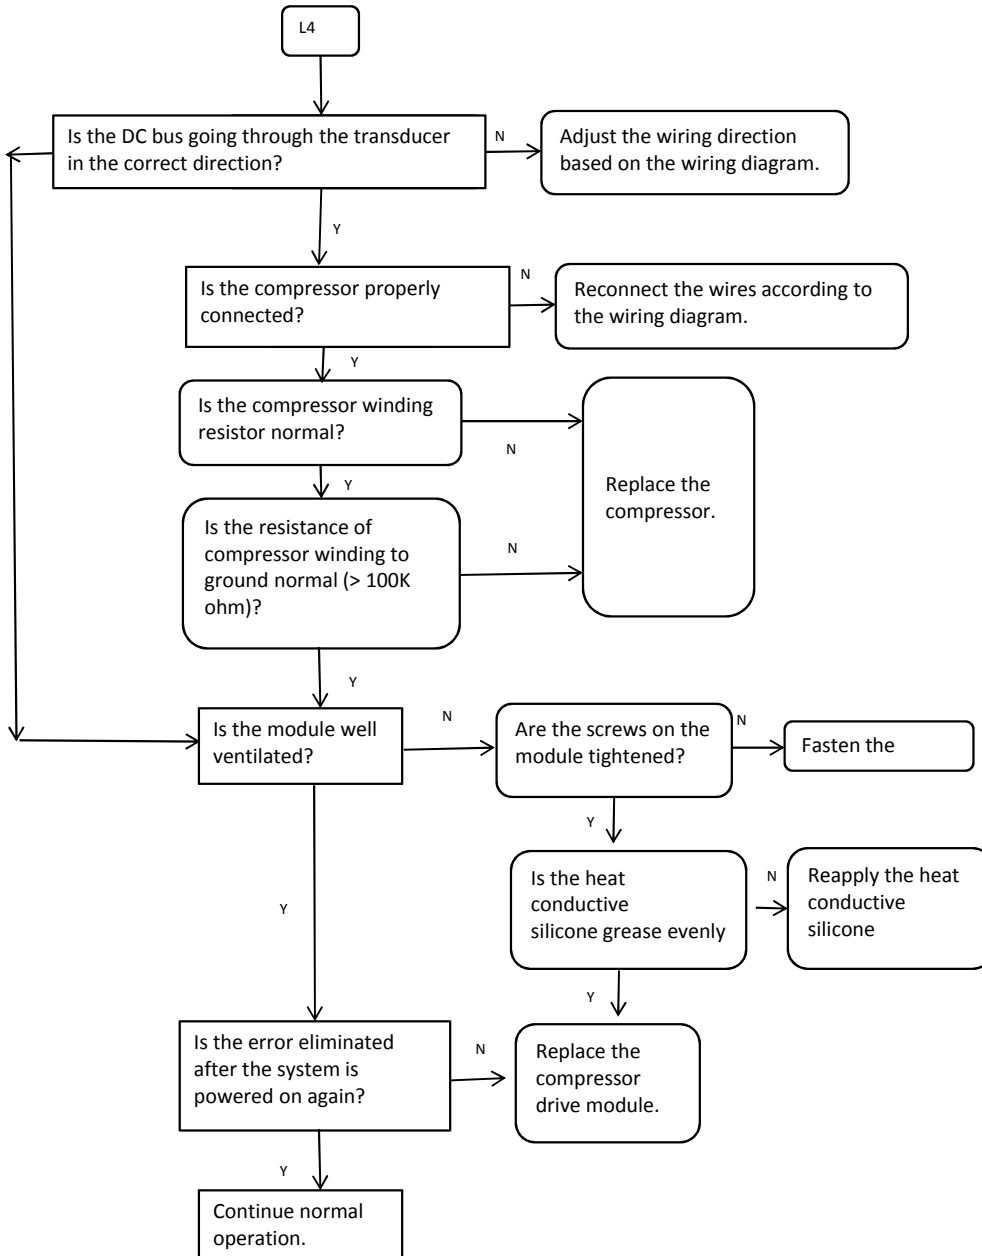 L4
Is the DC bus going through the transducer
in the correct direction?
N
Adjust the wiring direction
based on the wiring diagram.
Y
Is the compressor properly
connected?
N
Reconnect the wires according to
the wiring diagram.
Y
Is the compressor winding
resistor normal?
N
Replace the
compressor.
Y
Is the resistance of
compressor winding to
ground normal (> 100K
ohm)?
N
Y
Is the module well
ventilated?
N
Are the screws on the
module tightened?
N
Fasten the
Y
Is the heat
conductive
silicone grease evenly
N
Reapply the heat
conductive
silicone
Y
Y
Is the error eliminated
after the system is
powered on again?
N
Replace the
compressor
drive module.
Y
Continue normal
operation.